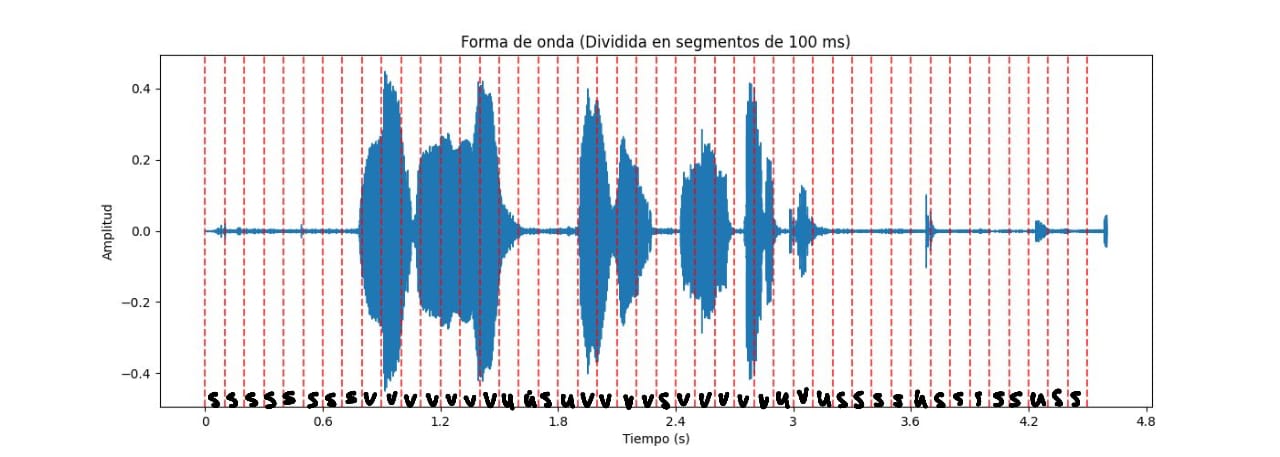 Forma de onda (Dividida en segmentos de 100 ms)
Amplitud
0.4
0.2
0.0
−0.2
−0.4
s s s s s s s s v v v v v v v u u s u v v v v s v v v v v u v u s s s s u s s s s s u s s
0 0.6 1.2 1.8 2.4 3 3.6 4.2 4.8
Tiempo (s)